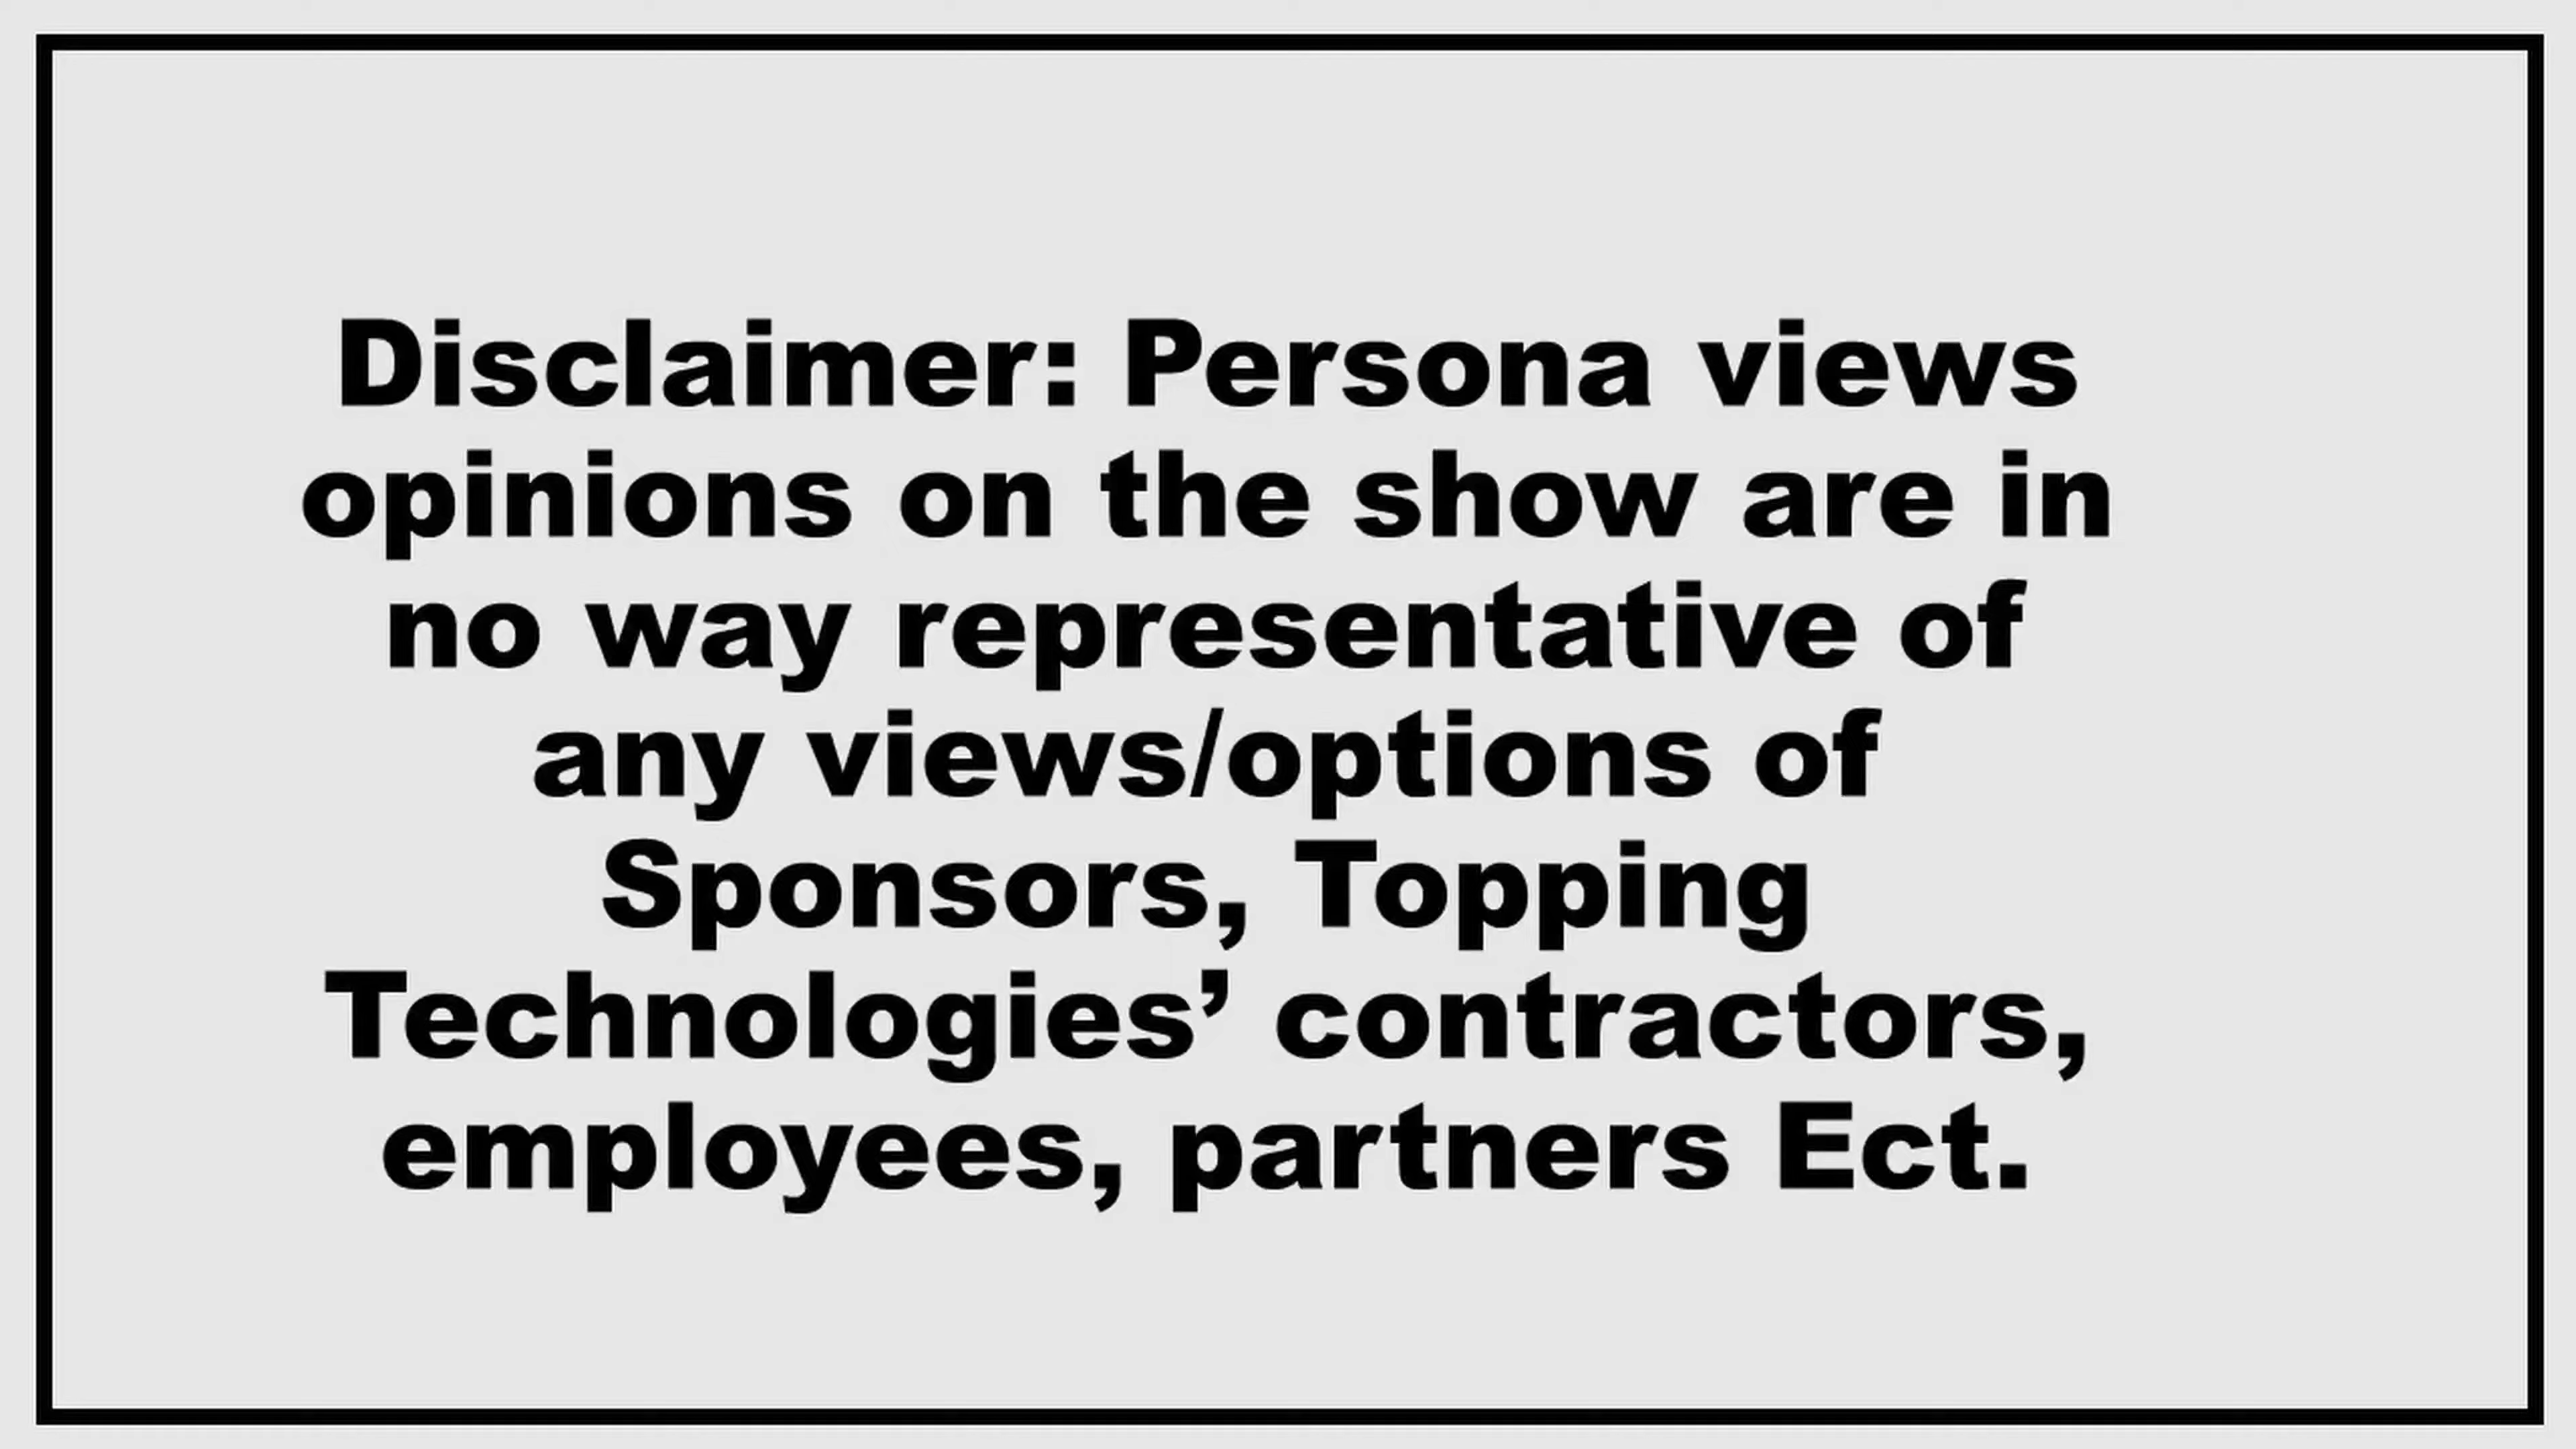 Disclaimer: Persona views
opinions on the show are in
no way representative of
any views/options of
Sponsors, Topping
Technologies’ contractors,
employees, partners Ect.